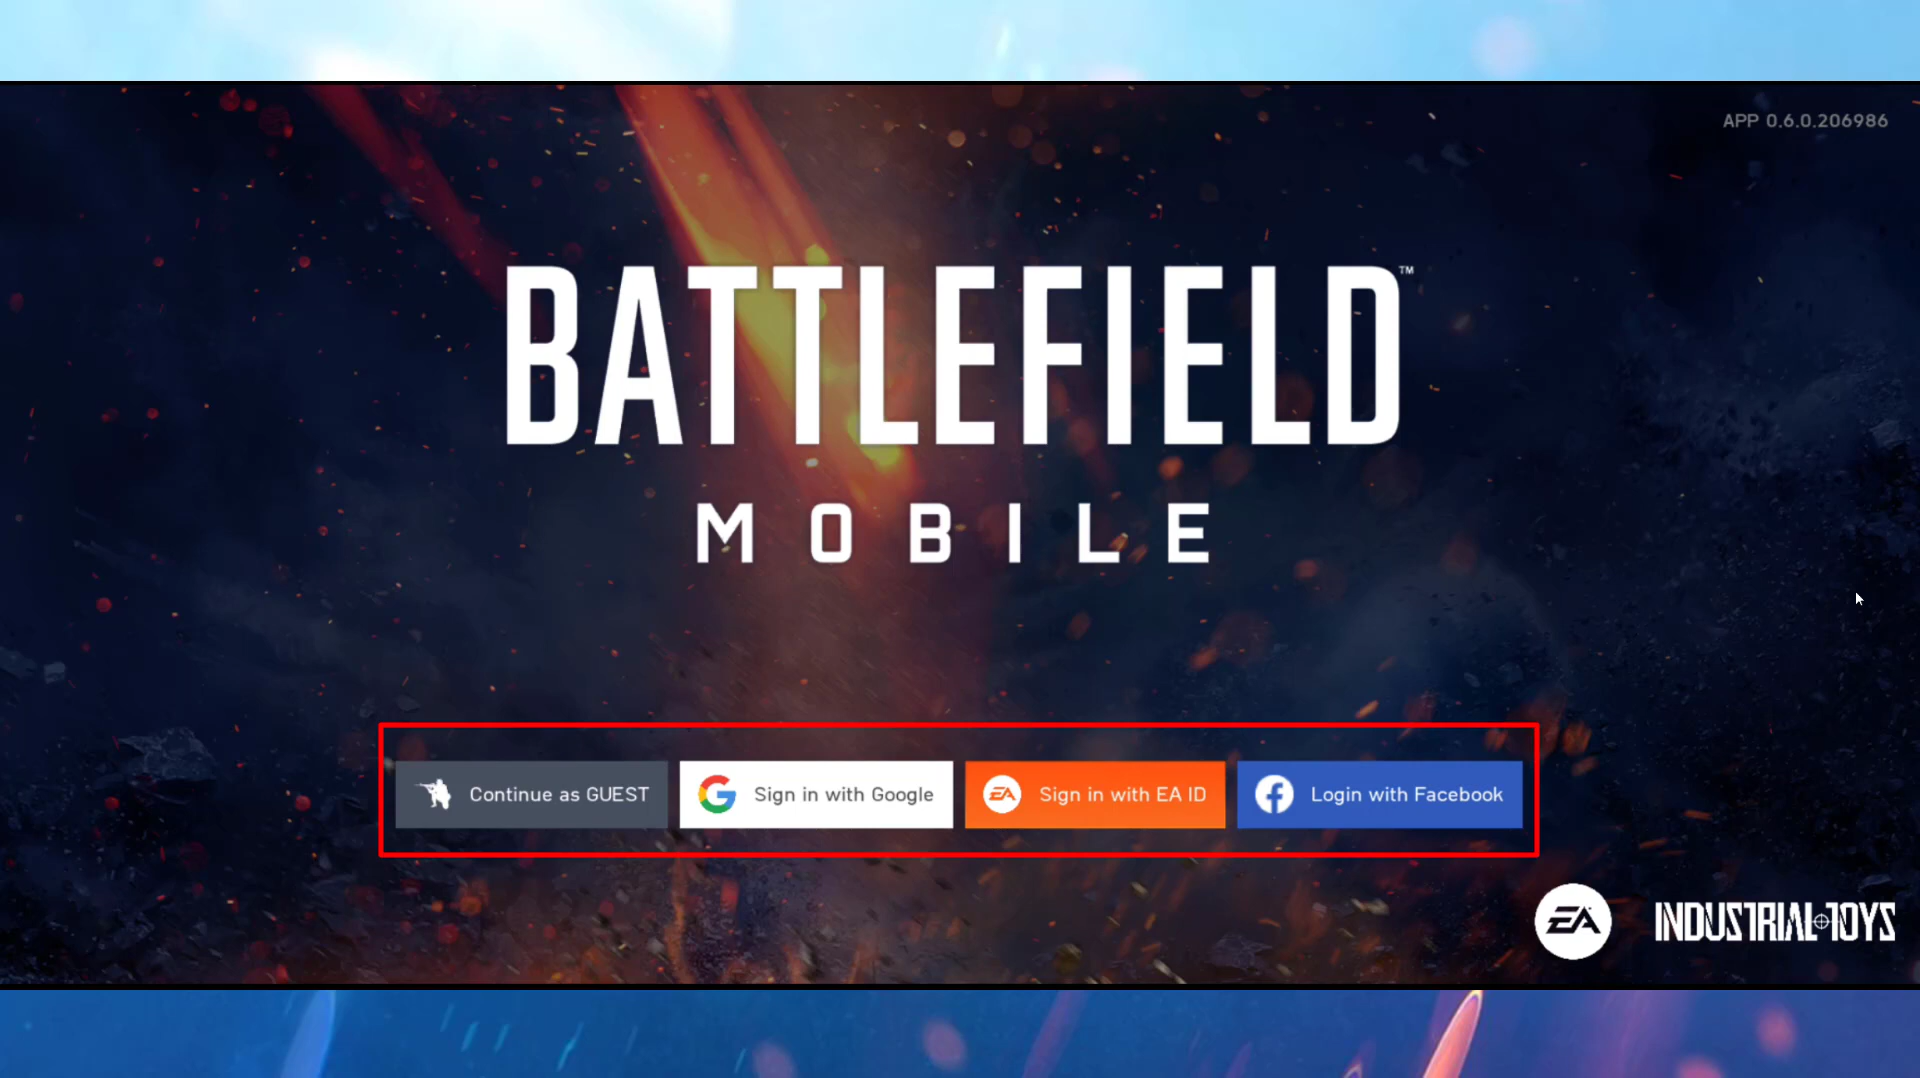 APP 0.6.0.206986
BATTLEFIELD™
MOBILE
Continue as GUEST
Sign in with Google
Sign in with EA ID
Login with Facebook
EA INDUSTRIAL TOYS